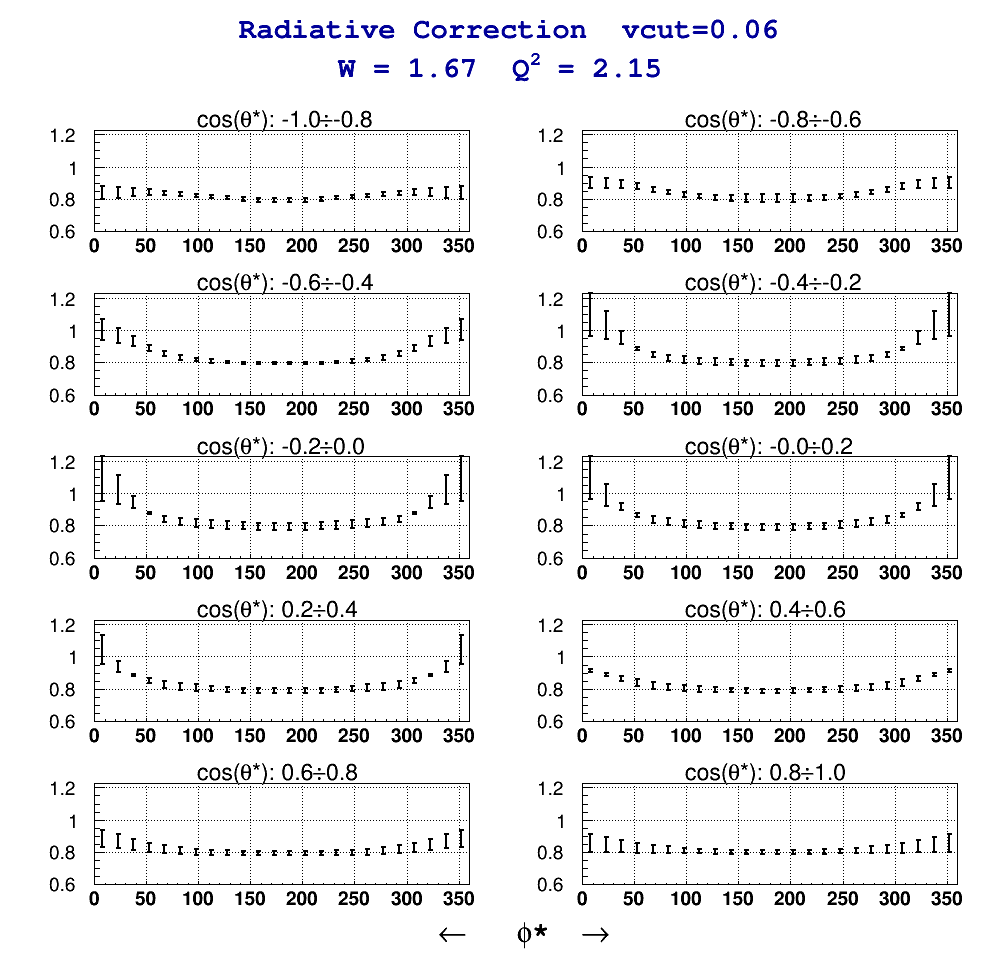 Radiative Correction vcut=0.06
W = 1.67 Q² = 2.15
cos(θ*): -1.0÷-0.8
1.2
1
0.8
0.6
0 50 100 150 200 250 300 350
cos(θ*): -0.8÷-0.6
1.2
1
0.8
0.6
0 50 100 150 200 250 300 350
cos(θ*): -0.6÷-0.4
1.2
1
0.8
0.6
0 50 100 150 200 250 300 350
cos(θ*): -0.4÷-0.2
1.2
1
0.8
0.6
0 50 100 150 200 250 300 350
cos(θ*): -0.2÷0.0
1.2
1
0.8
0.6
0 50 100 150 200 250 300 350
cos(θ*): -0.0÷0.2
1.2
1
0.8
0.6
0 50 100 150 200 250 300 350
cos(θ*): 0.2÷0.4
1.2
1
0.8
0.6
0 50 100 150 200 250 300 350
cos(θ*): 0.4÷0.6
1.2
1
0.8
0.6
0 50 100 150 200 250 300 350
cos(θ*): 0.6÷0.8
1.2
1
0.8
0.6
0 50 100 150 200 250 300 350
cos(θ*): 0.8÷1.0
1.2
1
0.8
0.6
0 50 100 150 200 250 300 350
← ϕ* →